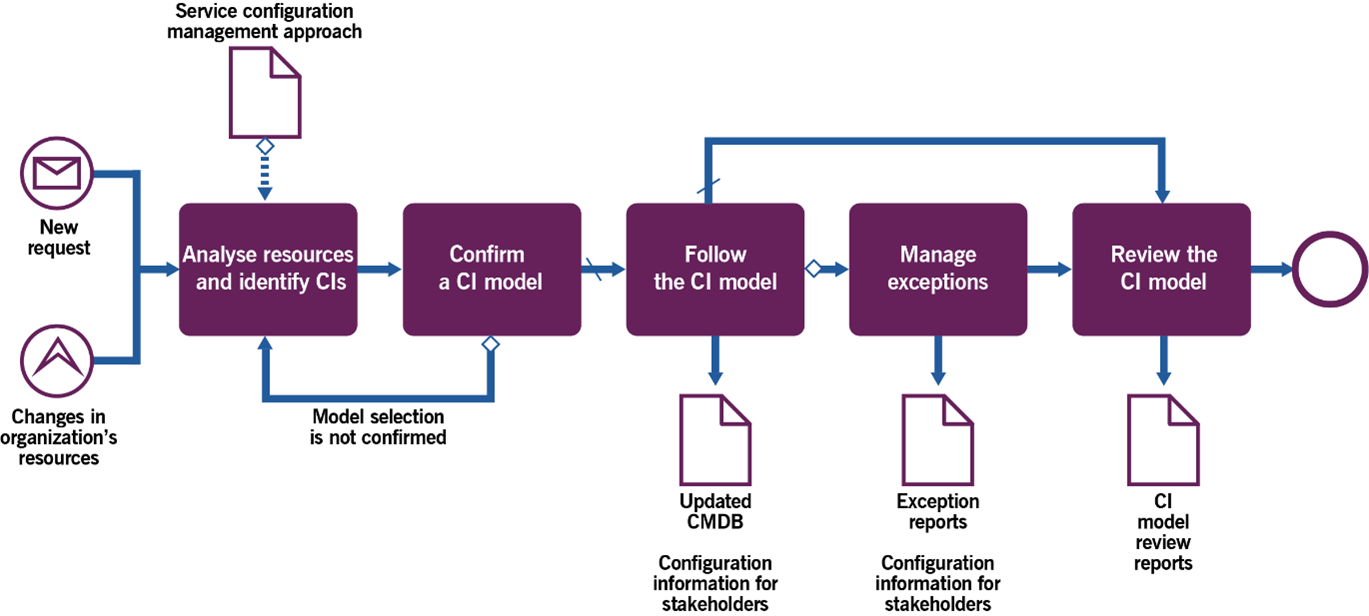 Service configuration
management approach
New
request
Analyse resources
and identify CIs
Confirm
a CI model
Follow
the CI model
Manage
exceptions
Review the
CI model
Changes in
organization’s
resources
Model selection
is not confirmed
Updated
CMDB
Configuration
information for
stakeholders
Exception
reports
Configuration
information for
stakeholders
CI
model
review
reports